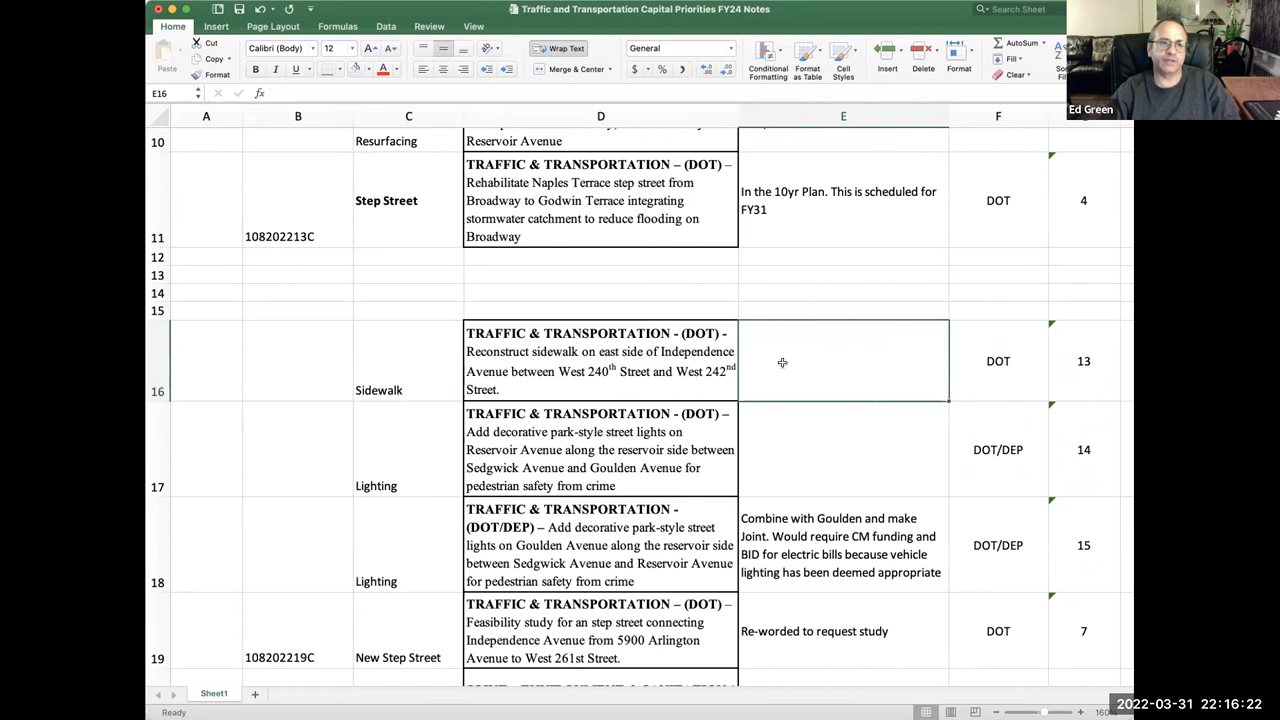 Traffic and Transportation Capital Priorities FY24 Notes
Search Sheet
Home Insert Page Layout Formulas Data Review View
Paste
Cut
Copy
Format
Calibri (Body) 12
B I U
Wrap Text
Merge & Center
General
Conditional Formatting
Format as Table
Cell Styles
Insert
Delete
Format
AutoSum
Fill
Clear
Ed Green
E16 fx
A B C D E F
10 Resurfacing Reservoir Avenue
11 108202213C Step Street
TRAFFIC & TRANSPORTATION – (DOT) –
Rehabilitate Naples Terrace step street from
Broadway to Godwin Terrace integrating
stormwater catchment to reduce flooding on
Broadway
In the 10yr Plan. This is scheduled for
FY31
DOT 4
12
13
14
15
16 Sidewalk
TRAFFIC & TRANSPORTATION - (DOT) -
Reconstruct sidewalk on east side of Independence
Avenue between West 240th Street and West 242nd
Street.
DOT 13
17 Lighting
TRAFFIC & TRANSPORTATION - (DOT) –
Add decorative park-style street lights on
Reservoir Avenue along the reservoir side between
Sedgwick Avenue and Goulden Avenue for
pedestrian safety from crime
DOT/DEP 14
18 Lighting
TRAFFIC & TRANSPORTATION -
(DOT/DEP) – Add decorative park-style street
lights on Goulden Avenue along the reservoir side
between Sedgwick Avenue and Reservoir Avenue
for pedestrian safety from crime
Combine with Goulden and make
Joint. Would require CM funding and
BID for electric bills because vehicle
lighting has been deemed appropriate
DOT/DEP 15
19 108202219C New Step Street
TRAFFIC & TRANSPORTATION – (DOT) –
Feasibility study for an step street connecting
Independence Avenue from 5900 Arlington
Avenue to West 261st Street.
Re-worded to request study
DOT 7
Sheet1 +
Ready
160%
2022-03-31 22:16:22